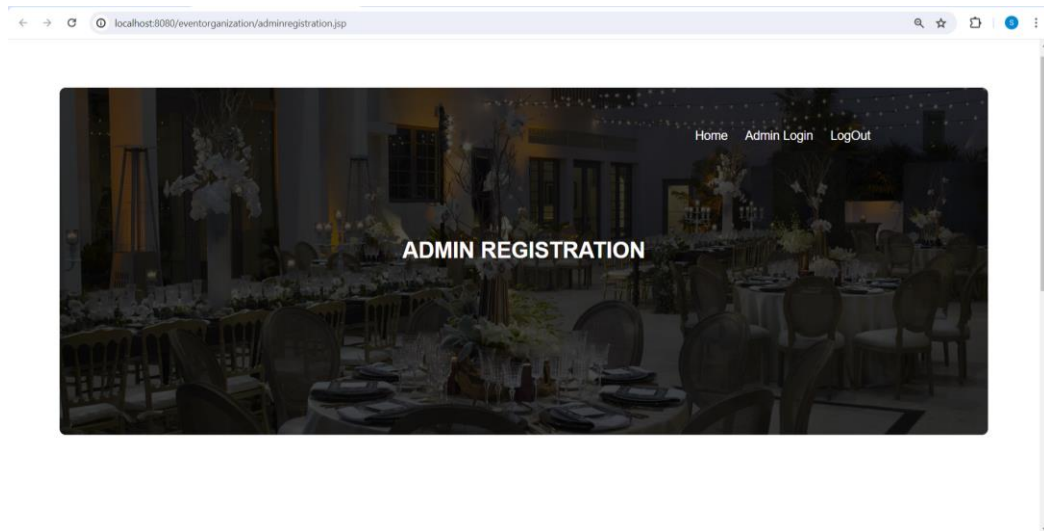 localhost:8080/eventorganization/adminregistration.jsp
S
Home Admin Login LogOut
ADMIN REGISTRATION